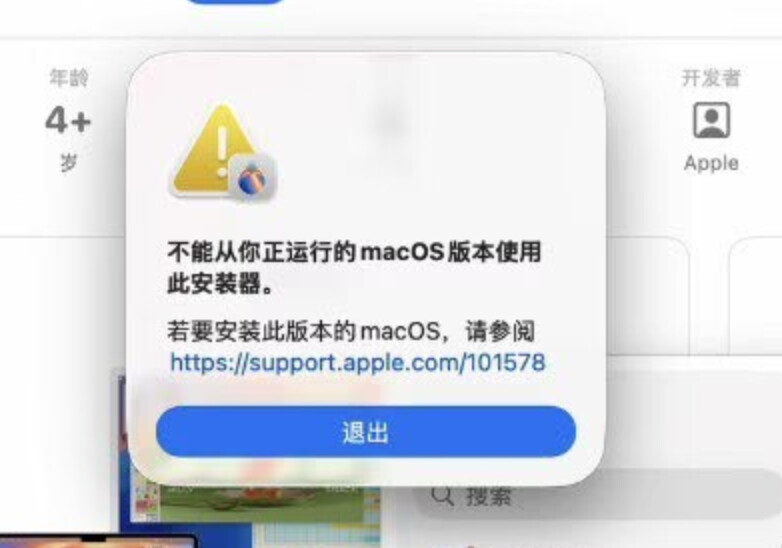 年龄
4+
岁
开发者
Apple
不能从你正运行的macOS版本使用
此安装器。
若要安装此版本的macOS，请参阅
https://support.apple.com/101578
退出
搜索